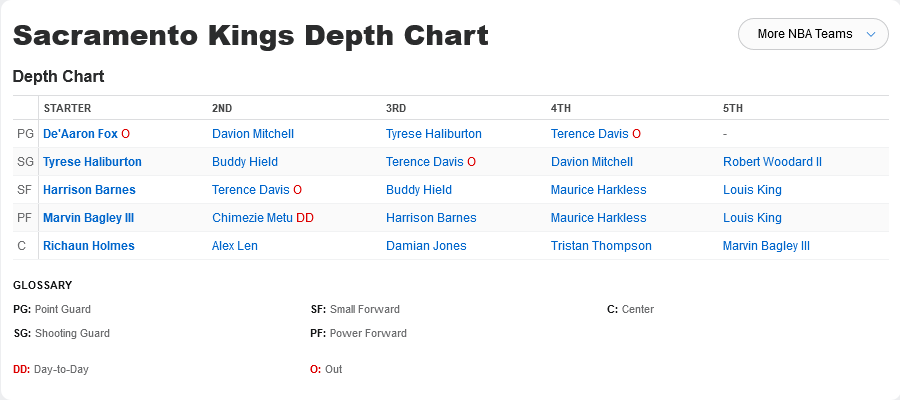 Sacramento Kings Depth Chart
More NBA Teams
Depth Chart
STARTER 2ND 3RD 4TH 5TH
PG De'Aaron Fox O Davion Mitchell Tyrese Haliburton Terence Davis O -
SG Tyrese Haliburton Buddy Hield Terence Davis O Davion Mitchell Robert Woodard II
SF Harrison Barnes Terence Davis O Buddy Hield Maurice Harkless Louis King
PF Marvin Bagley III Chimezie Metu DD Harrison Barnes Maurice Harkless Louis King
C Richaun Holmes Alex Len Damian Jones Tristan Thompson Marvin Bagley III
GLOSSARY
PG: Point Guard SF: Small Forward C: Center
SG: Shooting Guard PF: Power Forward
DD: Day-to-Day O: Out